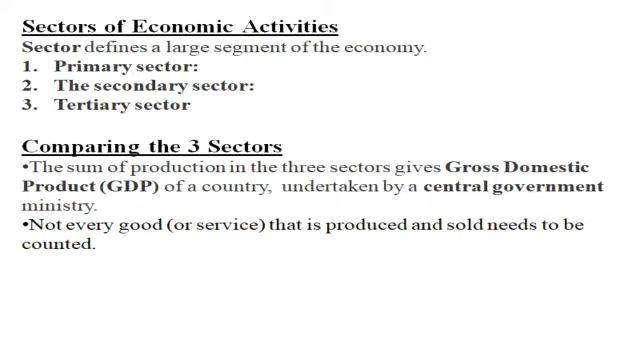 Sectors of Economic Activities
Sector defines a large segment of the economy.
1. Primary sector:
2. The secondary sector:
3. Tertiary sector
Comparing the 3 Sectors
•The sum of production in the three sectors gives Gross Domestic
Product (GDP) of a country, undertaken by a central government
ministry.
•Not every good (or service) that is produced and sold needs to be
counted.